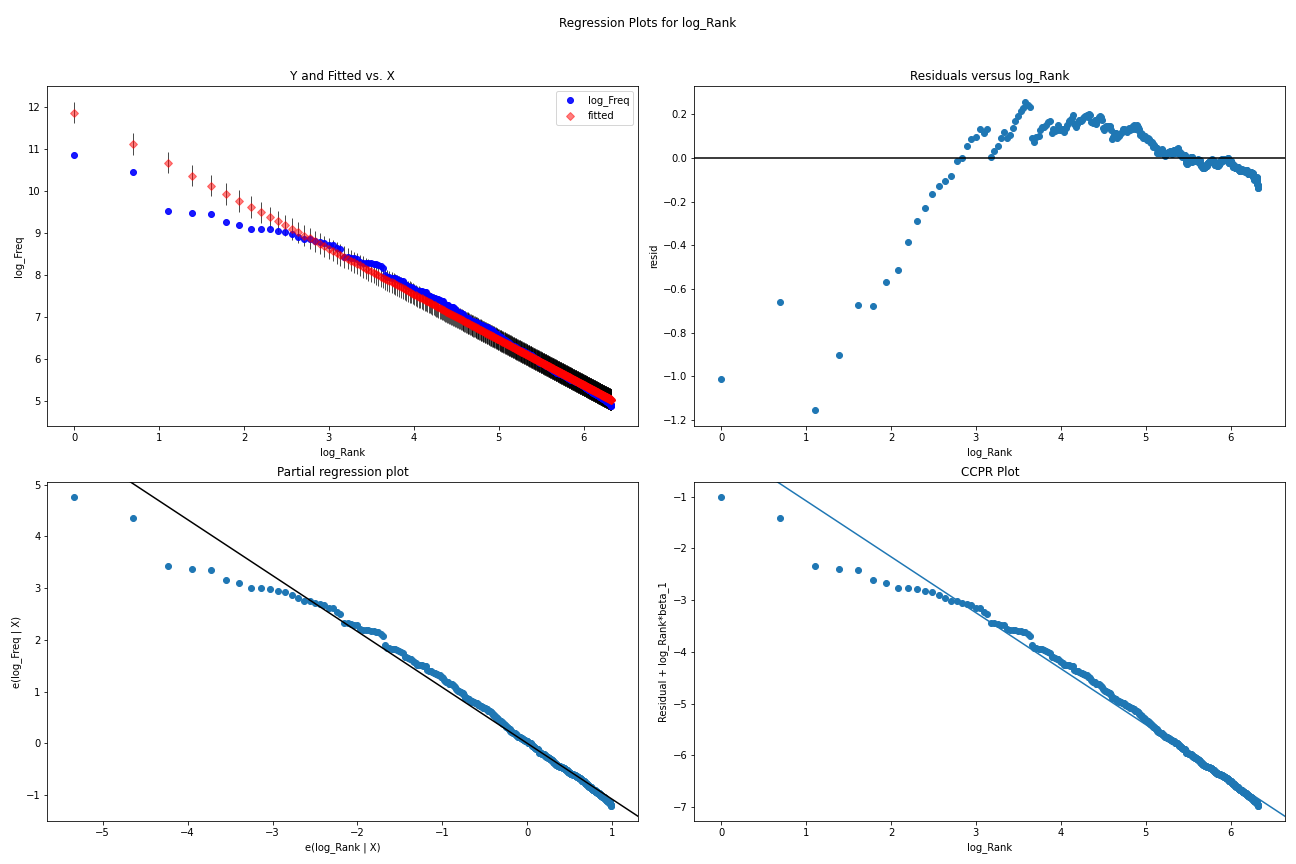 Regression Plots for log_Rank
Y and Fitted vs. X
log_Freq
fitted
12
11
10
9
8
7
6
5
log_Freq
0 1 2 3 4 5 6
log_Rank
Residuals versus log_Rank
0.2
0.0
−0.2
−0.4
−0.6
−0.8
−1.0
−1.2
resid
0 1 2 3 4 5 6
log_Rank
Partial regression plot
5
4
3
2
1
0
−1
e(log_Freq | X)
−5 −4 −3 −2 −1 0 1
e(log_Rank | X)
CCPR Plot
−1
−2
−3
−4
−5
−6
−7
Residual + log_Rank*beta_1
0 1 2 3 4 5 6
log_Rank